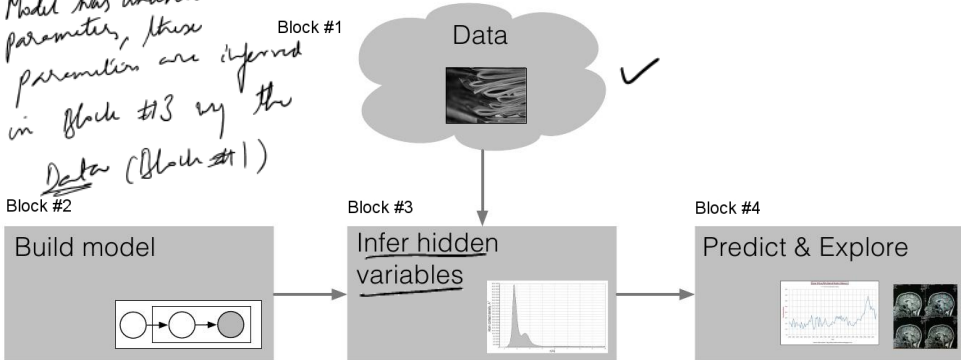 Model has
parameters, these
parameters are inferred
in Block #3 by the
Data (Block #1)
Block #1
Data
Block #2
Build model
Block #3
Infer hidden
variables
Block #4
Predict & Explore